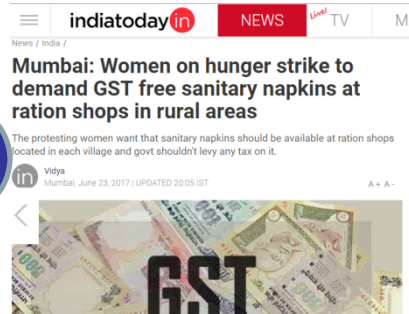 indiatoday in NEWS Live! TV M
News / India /
Mumbai: Women on hunger strike to
demand GST free sanitary napkins at
ration shops in rural areas
The protesting women want that sanitary napkins should be available at ration shops
located in each village and govt shouldn't levy any tax on it.
in Vidya
Mumbai, June 23, 2017 | UPDATED 20:05 IST A+ A-
GST